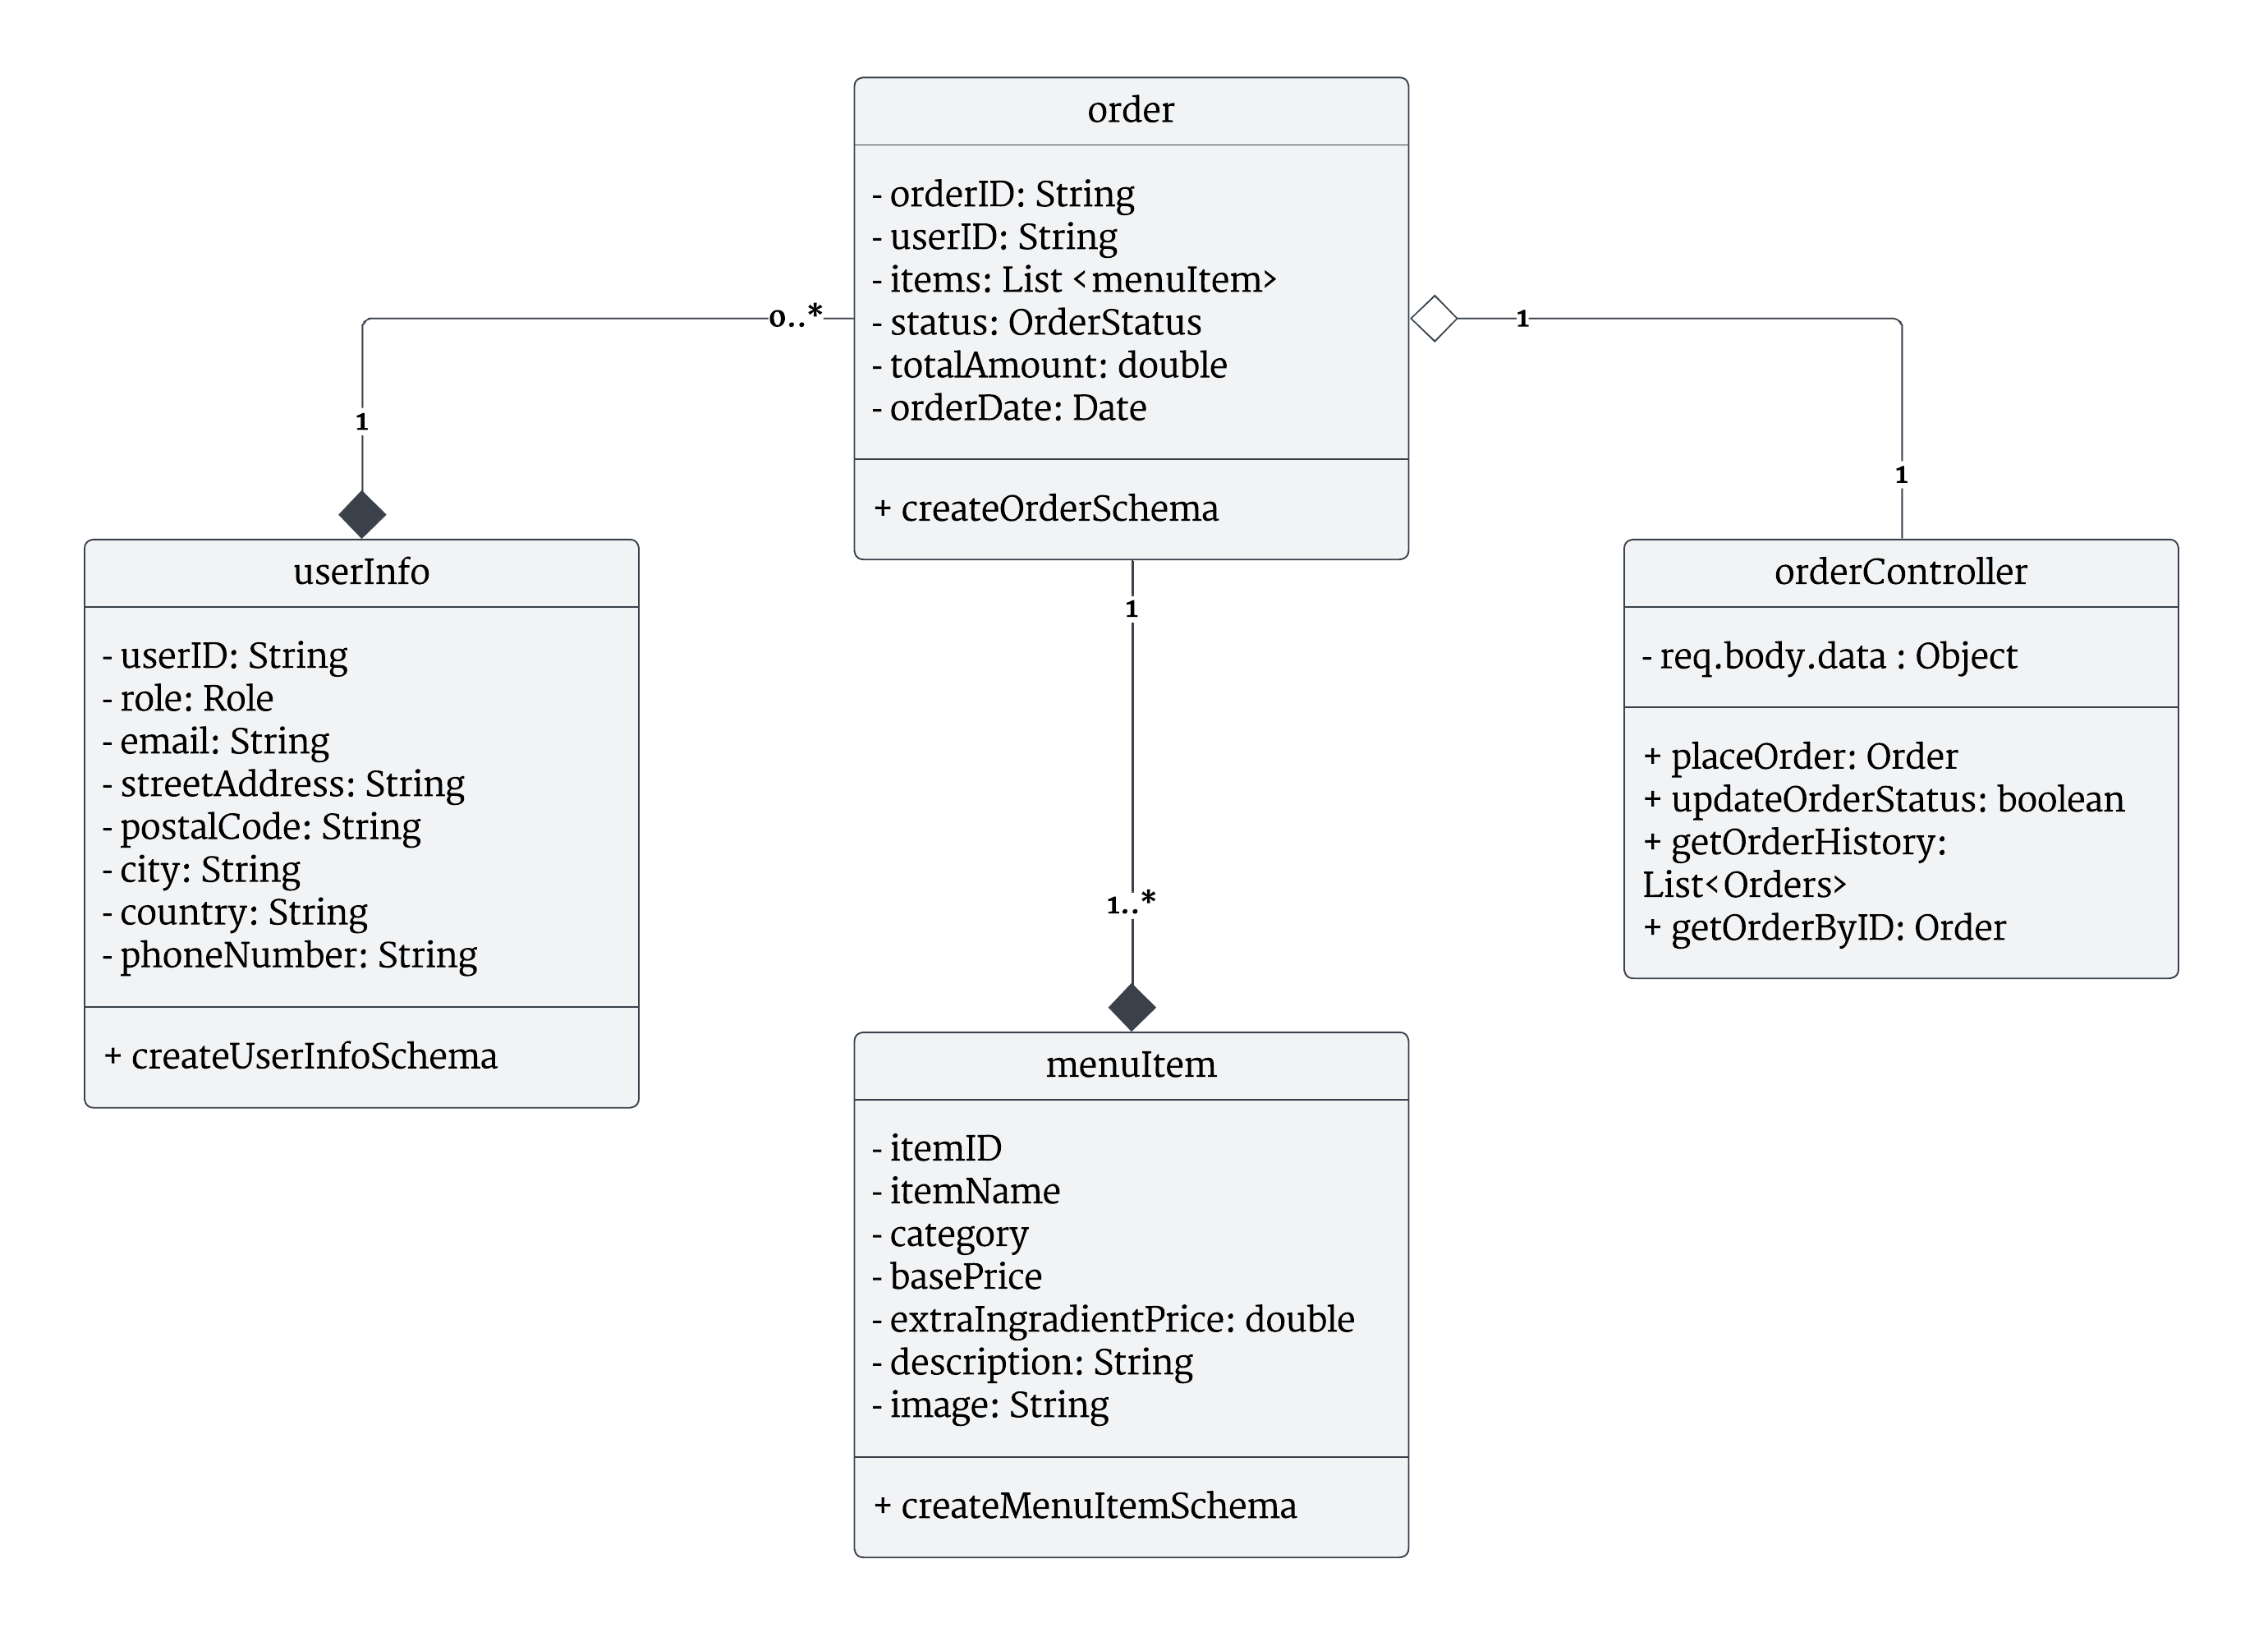 order
- orderID: String
- userID: String
- items: List <menuItem>
- status: OrderStatus
- totalAmount: double
- orderDate: Date
+ createOrderSchema
0..*
1
1
1
1
1..*
userInfo
- userID: String
- role: Role
- email: String
- streetAddress: String
- postalCode: String
- city: String
- country: String
- phoneNumber: String
+ createUserInfoSchema
orderController
- req.body.data : Object
+ placeOrder: Order
+ updateOrderStatus: boolean
+ getOrderHistory:
List<Orders>
+ getOrderByID: Order
menuItem
- itemID
- itemName
- category
- basePrice
- extraIngradientPrice: double
- description: String
- image: String
+ createMenuItemSchema